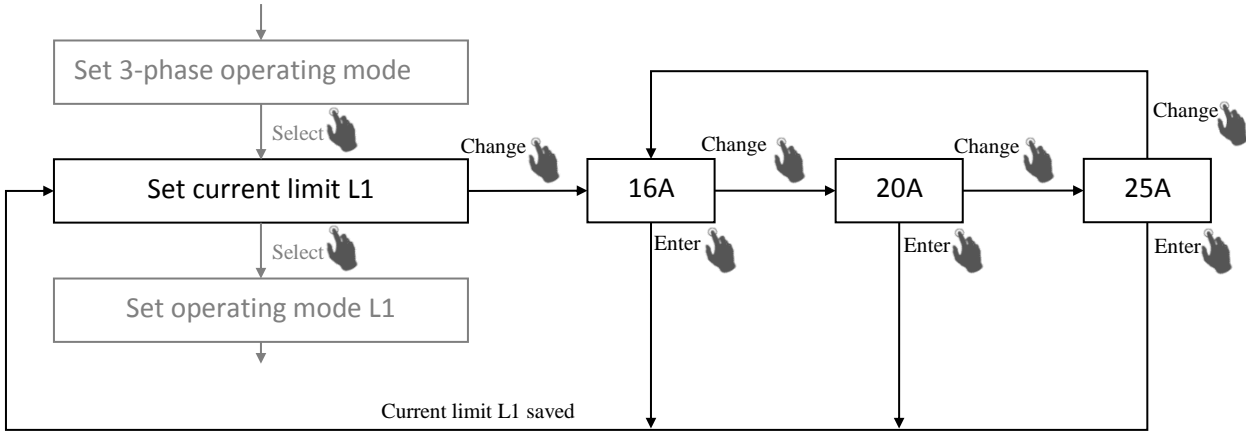 Set 3-phase operating mode
Select
Change
Change
Change
Change
Set current limit L1
16A
20A
25A
Select
Enter
Enter
Enter
Set operating mode L1
Current limit L1 saved